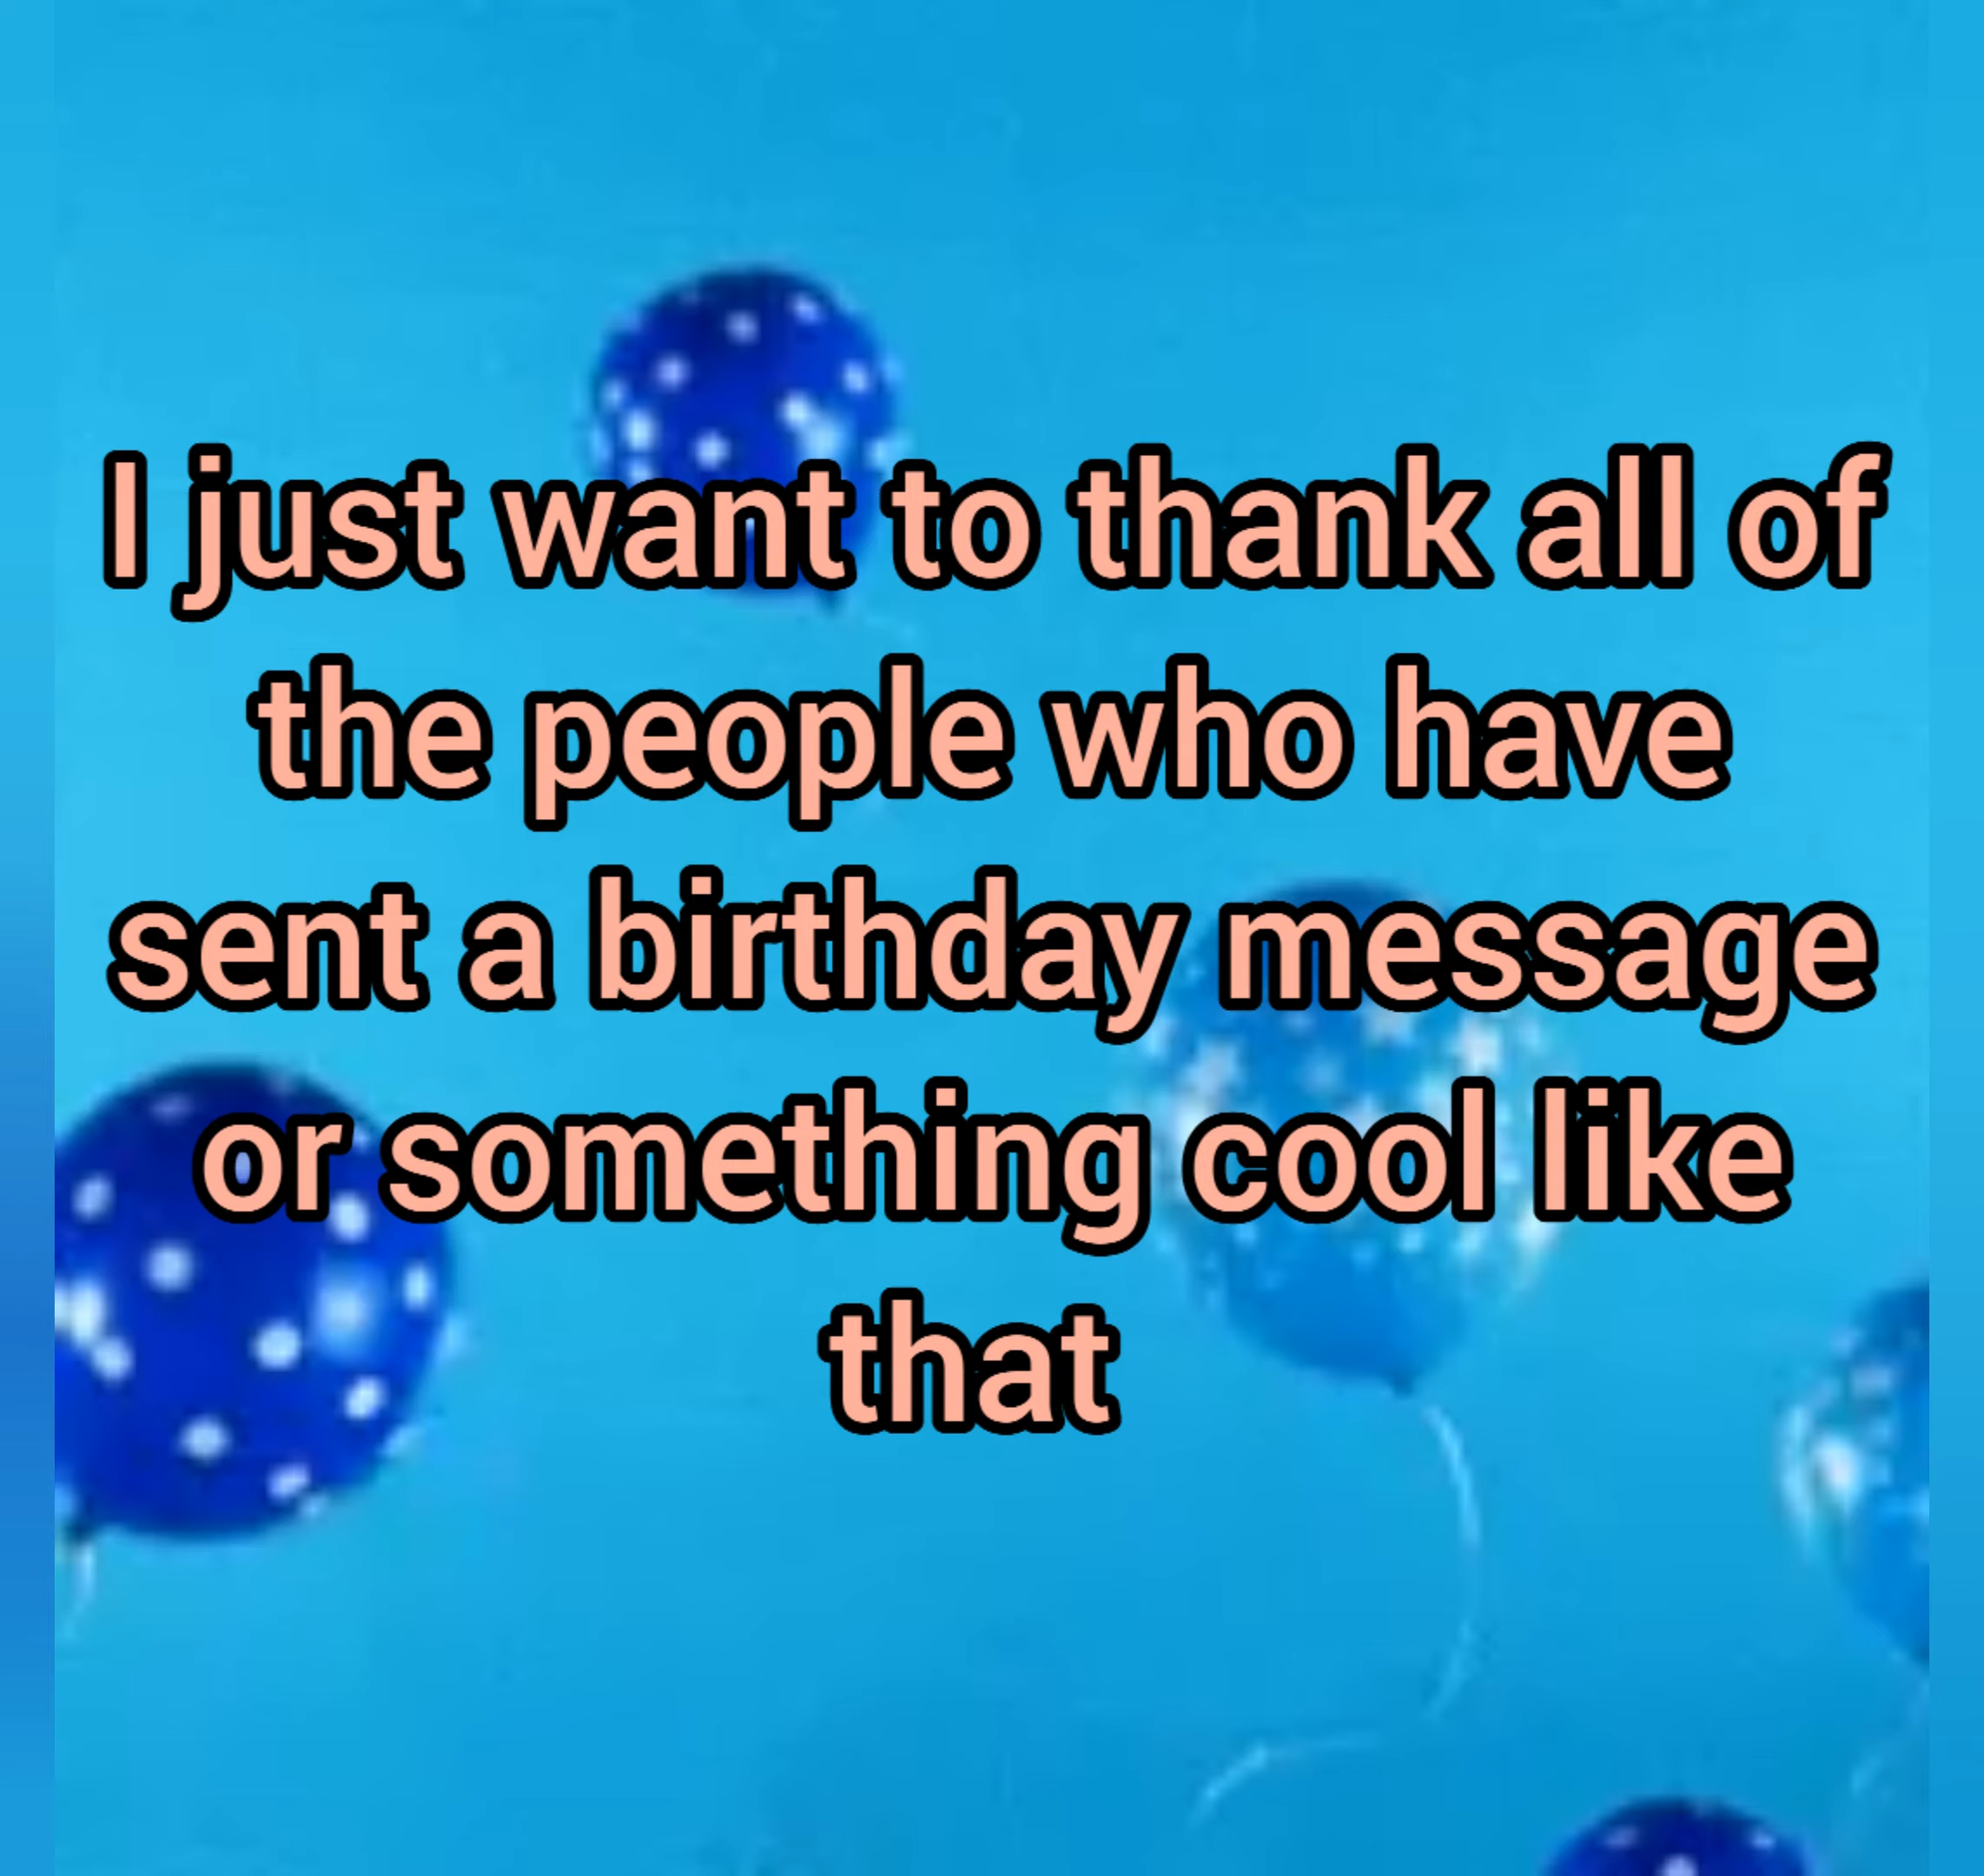 I just want to thank all of
the people who have
sent a birthday message
or something cool like
that